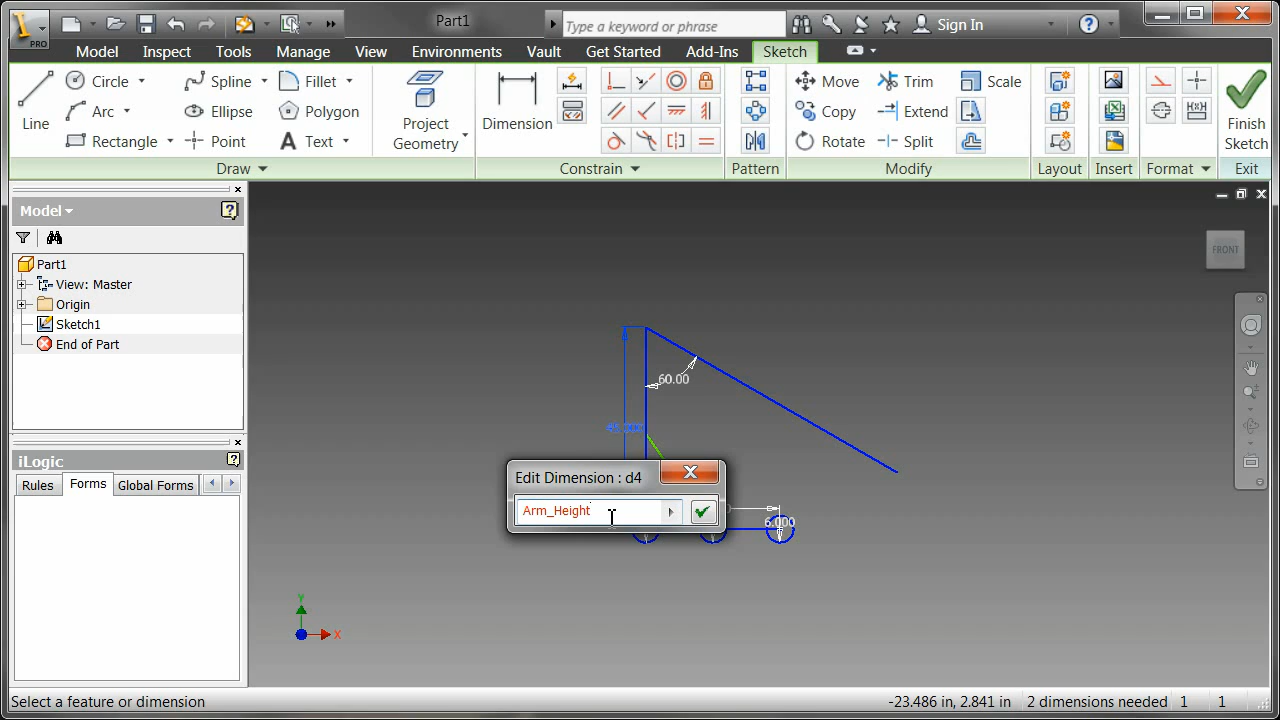 Part1
Type a keyword or phrase
Sign In
PRO
Model Inspect Tools Manage View Environments Vault Get Started Add-Ins Sketch
Line
Circle
Arc
Rectangle
Spline
Ellipse
Point
Fillet
Polygon
Text
Project Geometry
Dimension
Move
Copy
Rotate
Trim
Extend
Split
Scale
Finish Sketch
Draw Constrain Pattern Modify Layout Insert Format Exit
Model
Part1
View: Master
Origin
Sketch1
End of Part
FRONT
60.00
iLogic
Rules Forms Global Forms
Edit Dimension : d4
Arm_Height
6.000
Y
X
Select a feature or dimension
-23.486 in, 2.841 in 2 dimensions needed 1 1